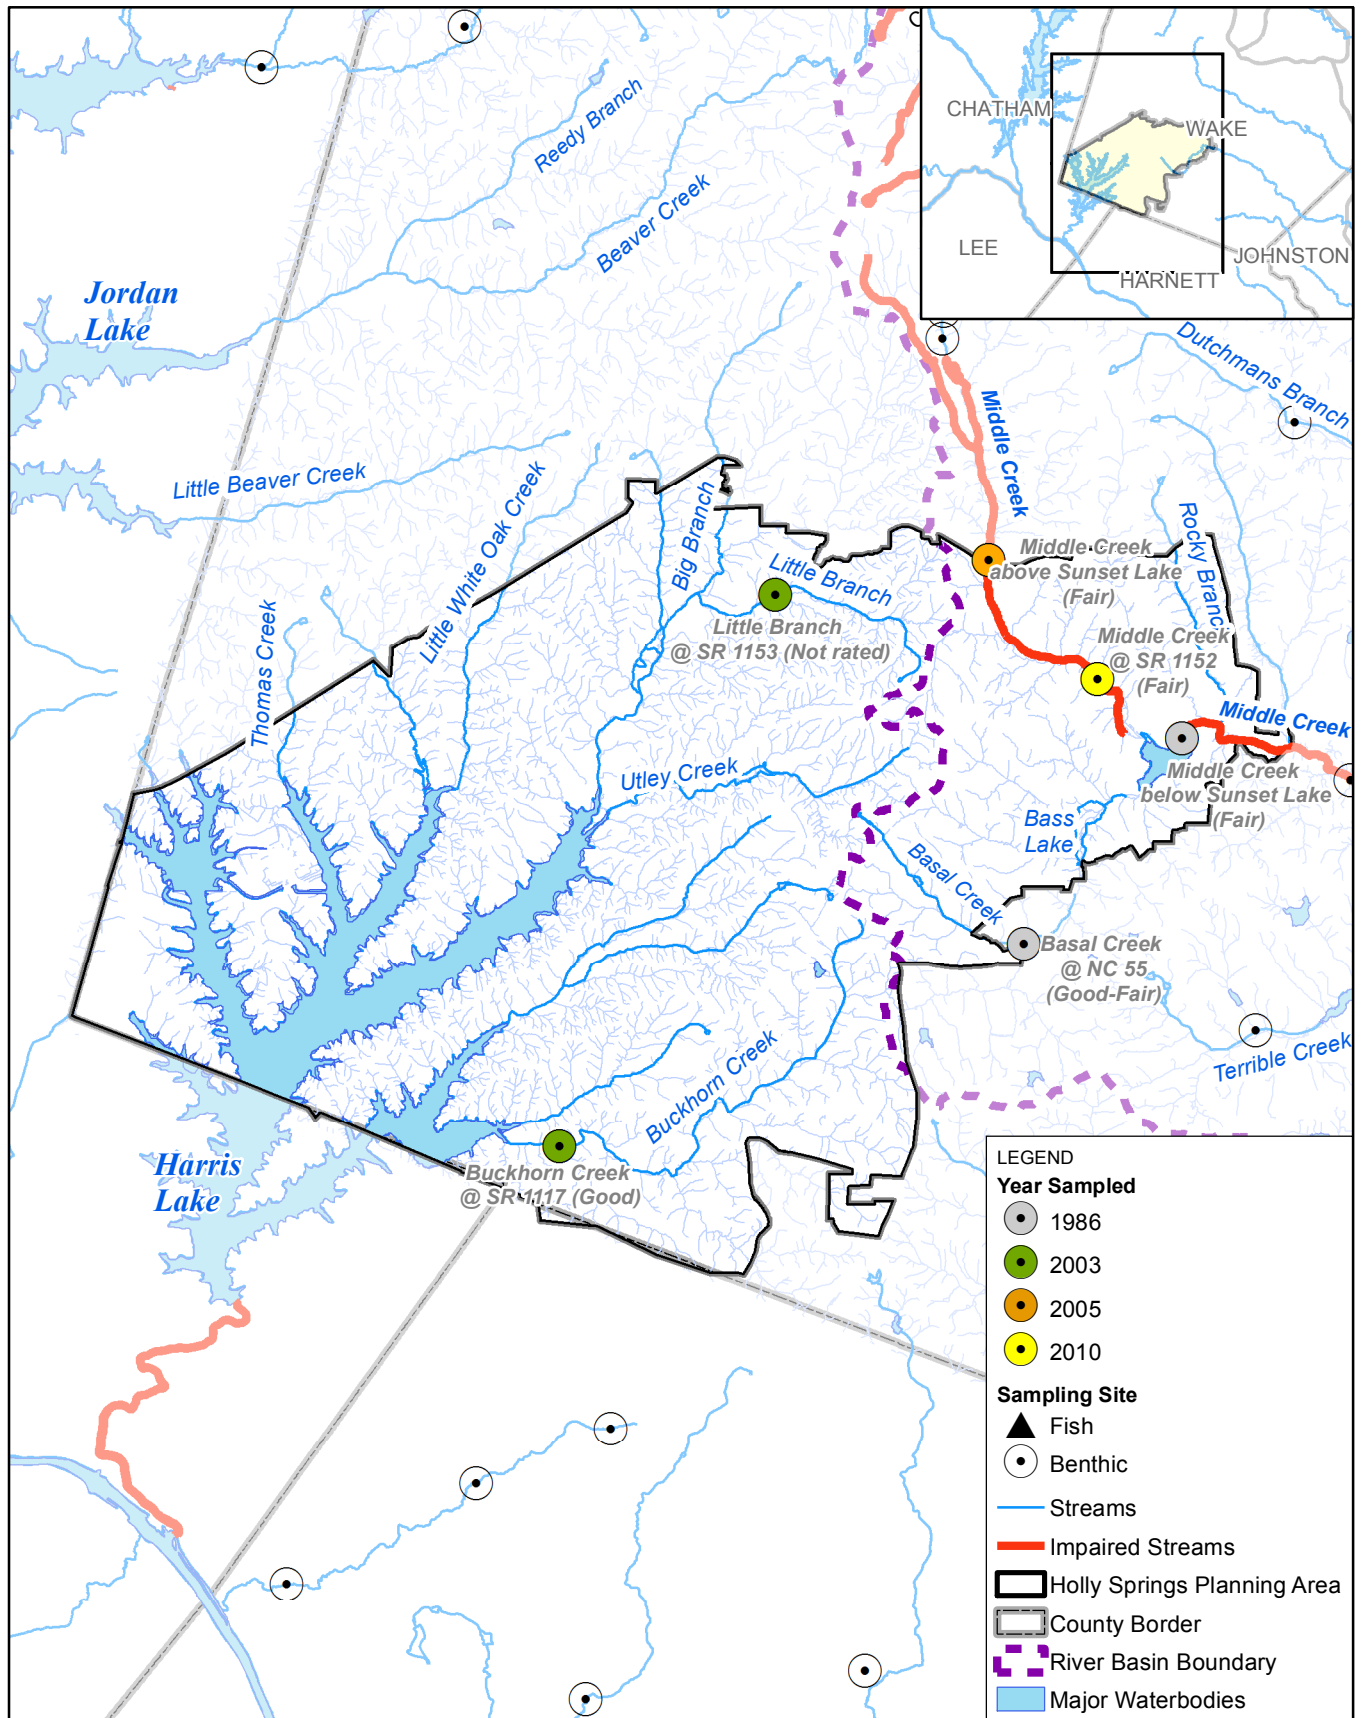 CHATHAM
WAKE
LEE
JOHNSTON
HARNETT
Reedy Branch
Beaver Creek
Jordan
Lake
Dutchmans Branch
Middle Creek
Little Beaver Creek
Little White Oak Creek
Big Branch
Rocky Branch
Middle Creek
above Sunset Lake
(Fair)
Little Branch
Little Branch
@ SR 1153 (Not rated)
Thomas Creek
Middle Creek
@ SR 1152
(Fair)
Middle Creek
Utley Creek
Middle Creek
below Sunset Lake
(Fair)
Bass
Lake
Basal Creek
Basal Creek
@ NC 55
(Good-Fair)
Terrible Creek
Buckhorn Creek
Buckhorn Creek
@ SR 1117 (Good)
Harris
Lake
LEGEND
Year Sampled
1986
2003
2005
2010
Sampling Site
Fish
Benthic
Streams
Impaired Streams
Holly Springs Planning Area
County Border
River Basin Boundary
Major Waterbodies